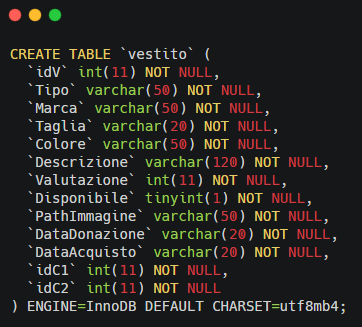 CREATE TABLE `vestito` (
  `idV` int(11) NOT NULL,
  `Tipo` varchar(50) NOT NULL,
  `Marca` varchar(50) NOT NULL,
  `Taglia` varchar(20) NOT NULL,
  `Colore` varchar(50) NOT NULL,
  `Descrizione` varchar(120) NOT NULL,
  `Valutazione` int(11) NOT NULL,
  `Disponibile` tinyint(1) NOT NULL,
  `PathImmagine` varchar(50) NOT NULL,
  `DataDonazione` varchar(20) NOT NULL,
  `DataAcquisto` varchar(20) NOT NULL,
  `idC1` int(11) NOT NULL,
  `idC2` int(11) NOT NULL
) ENGINE=InnoDB DEFAULT CHARSET=utf8mb4;